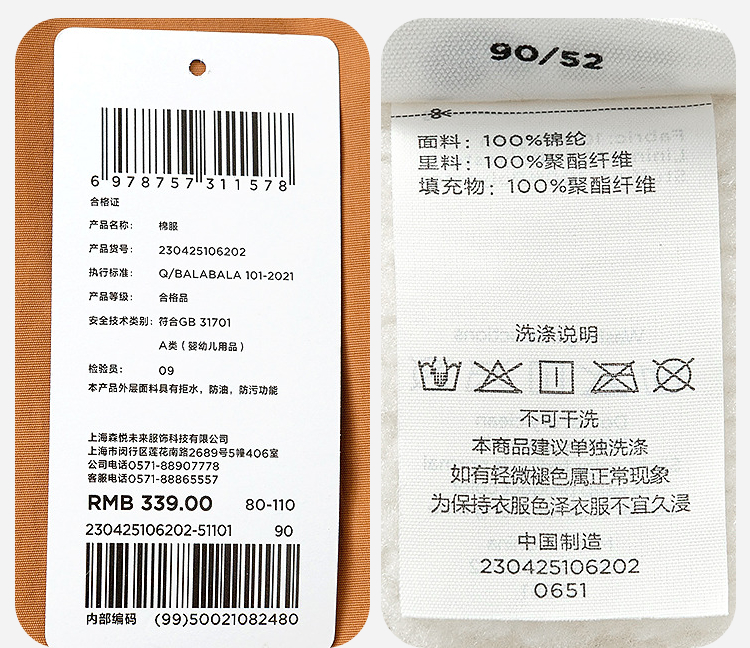 6 978757 311578
合格证
产品名称： 棉服
产品货号： 230425106202
执行标准： Q/BALABALA 101-2021
产品等级： 合格品
安全技术类别：符合GB 31701
A类（婴幼儿用品）
检验员： 09
本产品外层面料具有拒水，防油，防污功能
上海森悦未来服饰科技有限公司
上海市闵行区莲花南路2689号5幢406室
公司电话0571-88907778
客服电话0571-88865557
RMB 339.00 80-110
230425106202-51101 90
内部编码 (99)50021082480
90/52
面料：100%锦纶
里料：100%聚酯纤维
填充物：100%聚酯纤维
洗涤说明
不可干洗
本商品建议单独洗涤
如有轻微褪色属正常现象
为保持衣服色泽衣服不宜久浸
中国制造
230425106202
0651